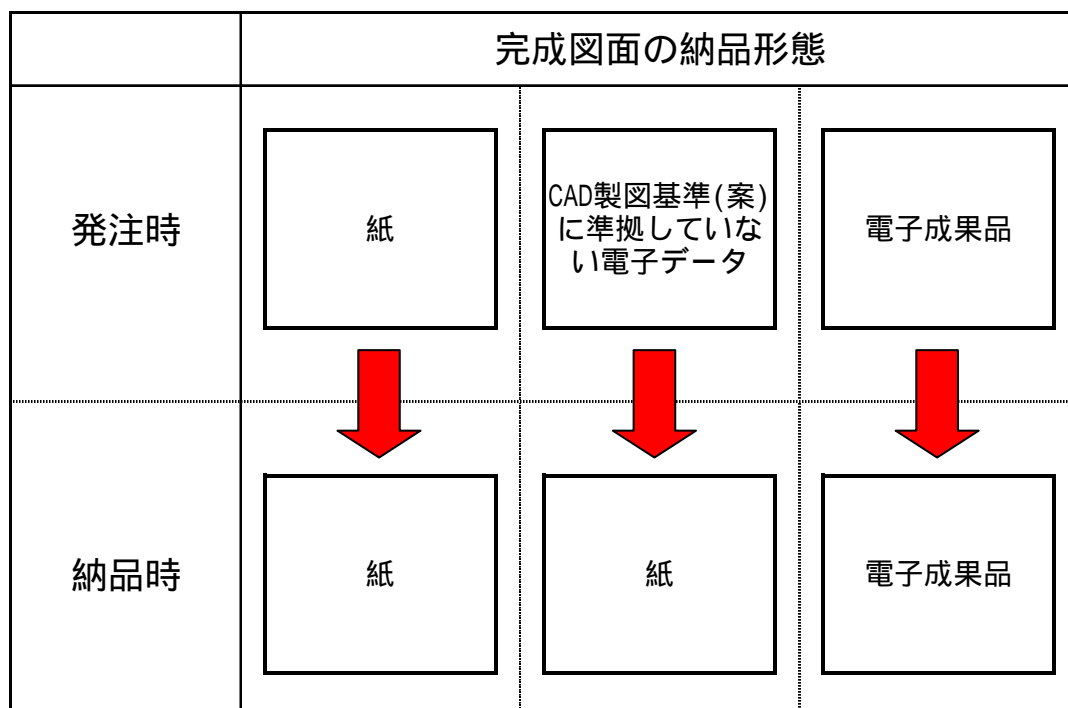 完成図面の納品形態
発注時
紙
CAD製図基準(案)
に準拠していな
い電子データ
電子成果品
納品時
紙
紙
電子成果品